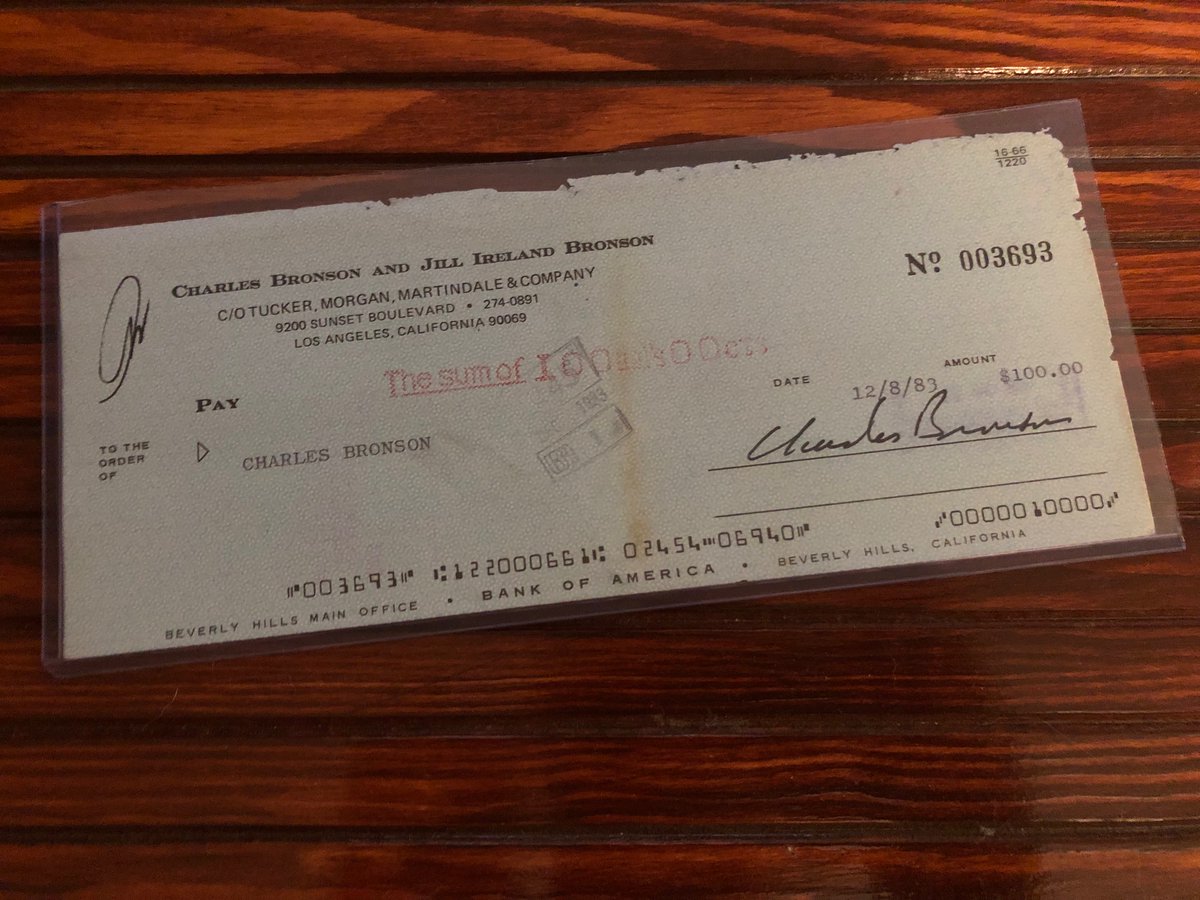 16-66
1220
CHARLES BRONSON AND JILL IRELAND BRONSON
C/O TUCKER, MORGAN, MARTINDALE & COMPANY
9200 SUNSET BOULEVARD • 274-0891
LOS ANGELES, CALIFORNIA 90069
Nº 003693
The sum of 100 00cts
PAY
DATE
AMOUNT
12/8/83
$100.00
TO THE
ORDER
OF
CHARLES BRONSON
1983
Charles Bronson
⑈003693⑈ ⑆122000661⑆ 02454⑉06940⑈ ⑇0000010000⑇
BEVERLY HILLS MAIN OFFICE • BANK OF AMERICA • BEVERLY HILLS, CALIFORNIA